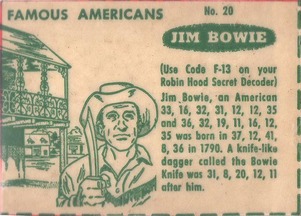 FAMOUS AMERICANS
No. 20
JIM BOWIE
(Use Code F-13 on your
Robin Hood Secret Decoder)
Jim Bowie, an American
33, 16, 32, 31, 12, 12, 35
and 36, 32, 19, 11, 16, 12,
35 was born in 37, 12, 41,
8, 36 in 1790. A knife-like
dagger called the Bowie
Knife was 31, 8, 20, 12, 11
after him.